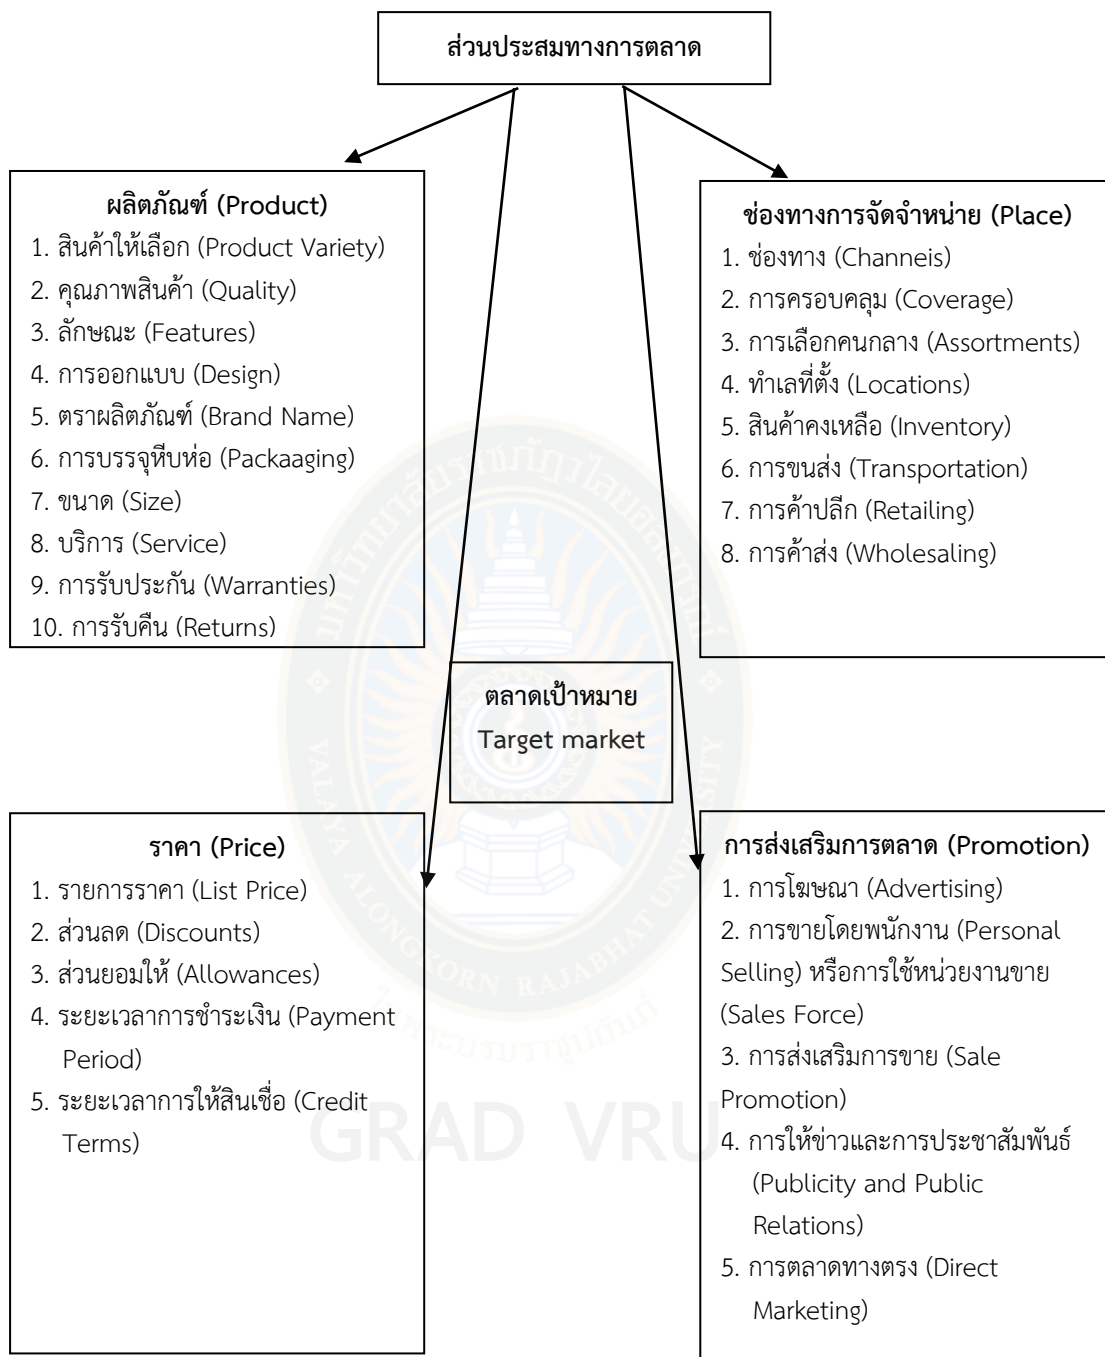 ส่วนประสมทางการตลาด
ผลิตภัณฑ์ (Product)
1. สินค้าให้เลือก (Product Variety)
2. คุณภาพสินค้า (Quality)
3. ลักษณะ (Features)
4. การออกแบบ (Design)
5. ตราผลิตภัณฑ์ (Brand Name)
6. การบรรจุหีบห่อ (Packaaging)
7. ขนาด (Size)
8. บริการ (Service)
9. การรับประกัน (Warranties)
10. การรับคืน (Returns)
ช่องทางการจัดจำหน่าย (Place)
1. ช่องทาง (Channeis)
2. การครอบคลุม (Coverage)
3. การเลือกคนกลาง (Assortments)
4. ทำเลที่ตั้ง (Locations)
5. สินค้าคงเหลือ (Inventory)
6. การขนส่ง (Transportation)
7. การค้าปลีก (Retailing)
8. การค้าส่ง (Wholesaling)
ตลาดเป้าหมาย
Target market
ราคา (Price)
1. รายการราคา (List Price)
2. ส่วนลด (Discounts)
3. ส่วนยอมให้ (Allowances)
4. ระยะเวลาการชำระเงิน (Payment
Period)
5. ระยะเวลาการให้สินเชื่อ (Credit
Terms)
การส่งเสริมการตลาด (Promotion)
1. การโฆษณา (Advertising)
2. การขายโดยพนักงาน (Personal
Selling) หรือการใช้หน่วยงานขาย
(Sales Force)
3. การส่งเสริมการขาย (Sale
Promotion)
4. การให้ข่าวและการประชาสัมพันธ์
(Publicity and Public
Relations)
5. การตลาดทางตรง (Direct
Marketing)
VALAYA ALONGKORN RAJABHAT UNIVERSITY
GRAD VRU